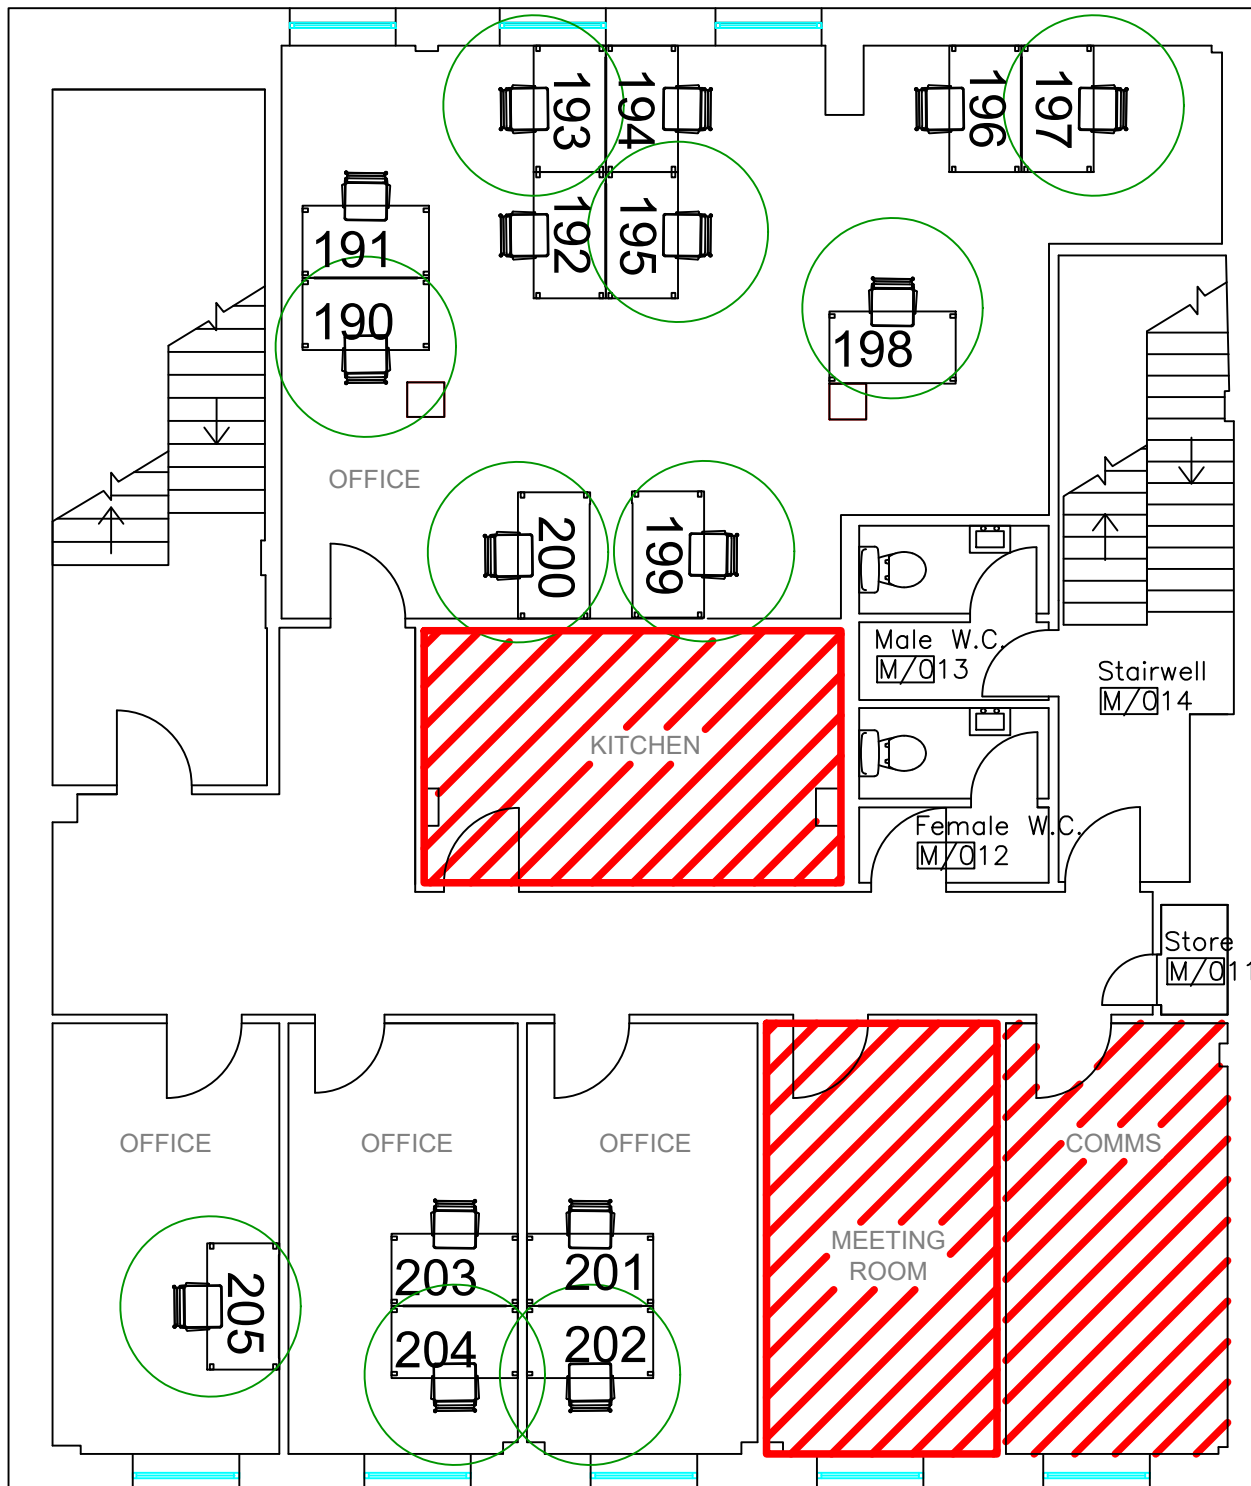 193
194
196
197
191
192
195
190
198
OFFICE
200
199
Male W.C.
M/013
Stairwell
M/014
KITCHEN
Female W.C.
M/012
Store
M/011
OFFICE
OFFICE
OFFICE
COMMS
MEETING
ROOM
203
201
205
204
202